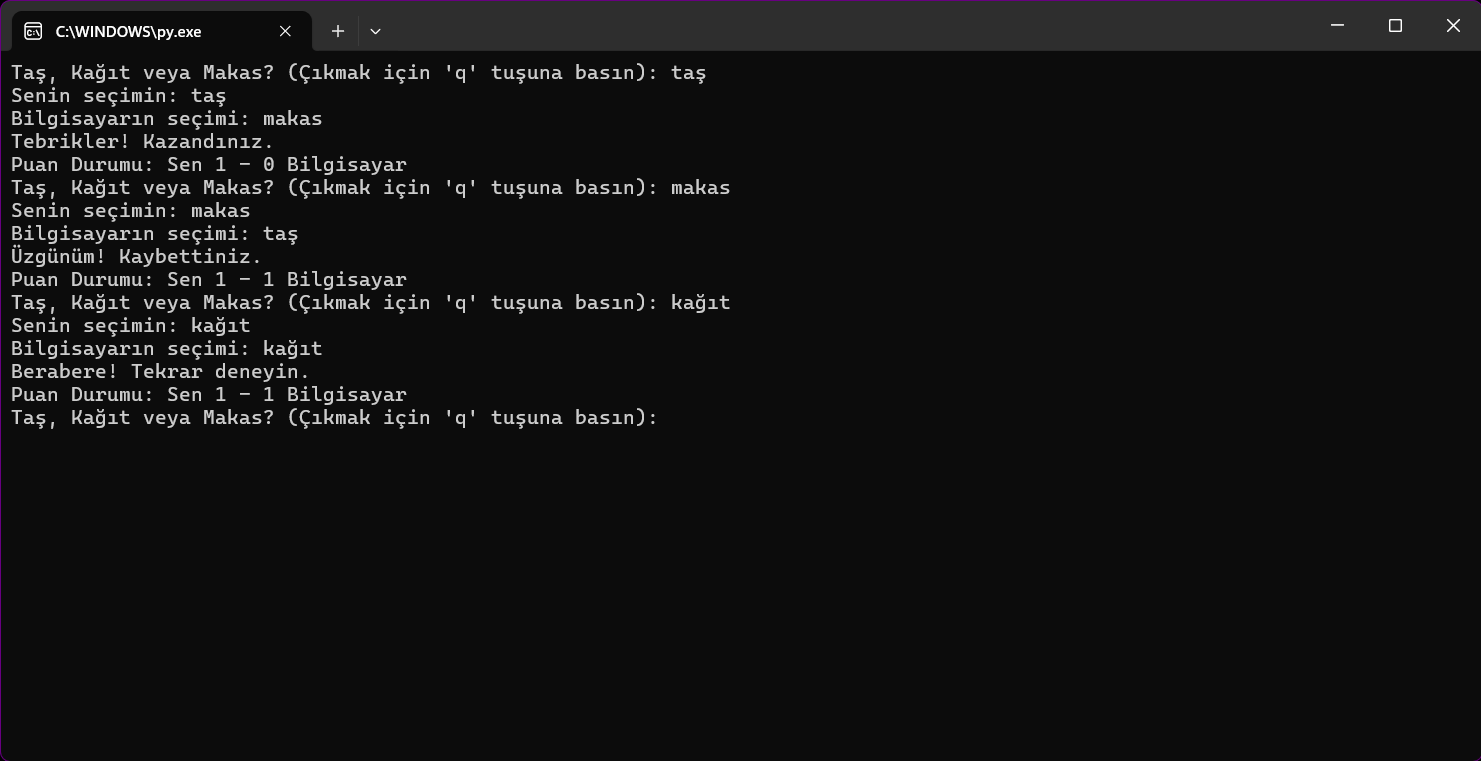 C:\WINDOWS\py.exe
Taş, Kağıt veya Makas? (Çıkmak için 'q' tuşuna basın): taş
Senin seçimin: taş
Bilgisayarın seçimi: makas
Tebrikler! Kazandınız.
Puan Durumu: Sen 1 - 0 Bilgisayar
Taş, Kağıt veya Makas? (Çıkmak için 'q' tuşuna basın): makas
Senin seçimin: makas
Bilgisayarın seçimi: taş
Üzgünüm! Kaybettiniz.
Puan Durumu: Sen 1 - 1 Bilgisayar
Taş, Kağıt veya Makas? (Çıkmak için 'q' tuşuna basın): kağıt
Senin seçimin: kağıt
Bilgisayarın seçimi: kağıt
Berabere! Tekrar deneyin.
Puan Durumu: Sen 1 - 1 Bilgisayar
Taş, Kağıt veya Makas? (Çıkmak için 'q' tuşuna basın):